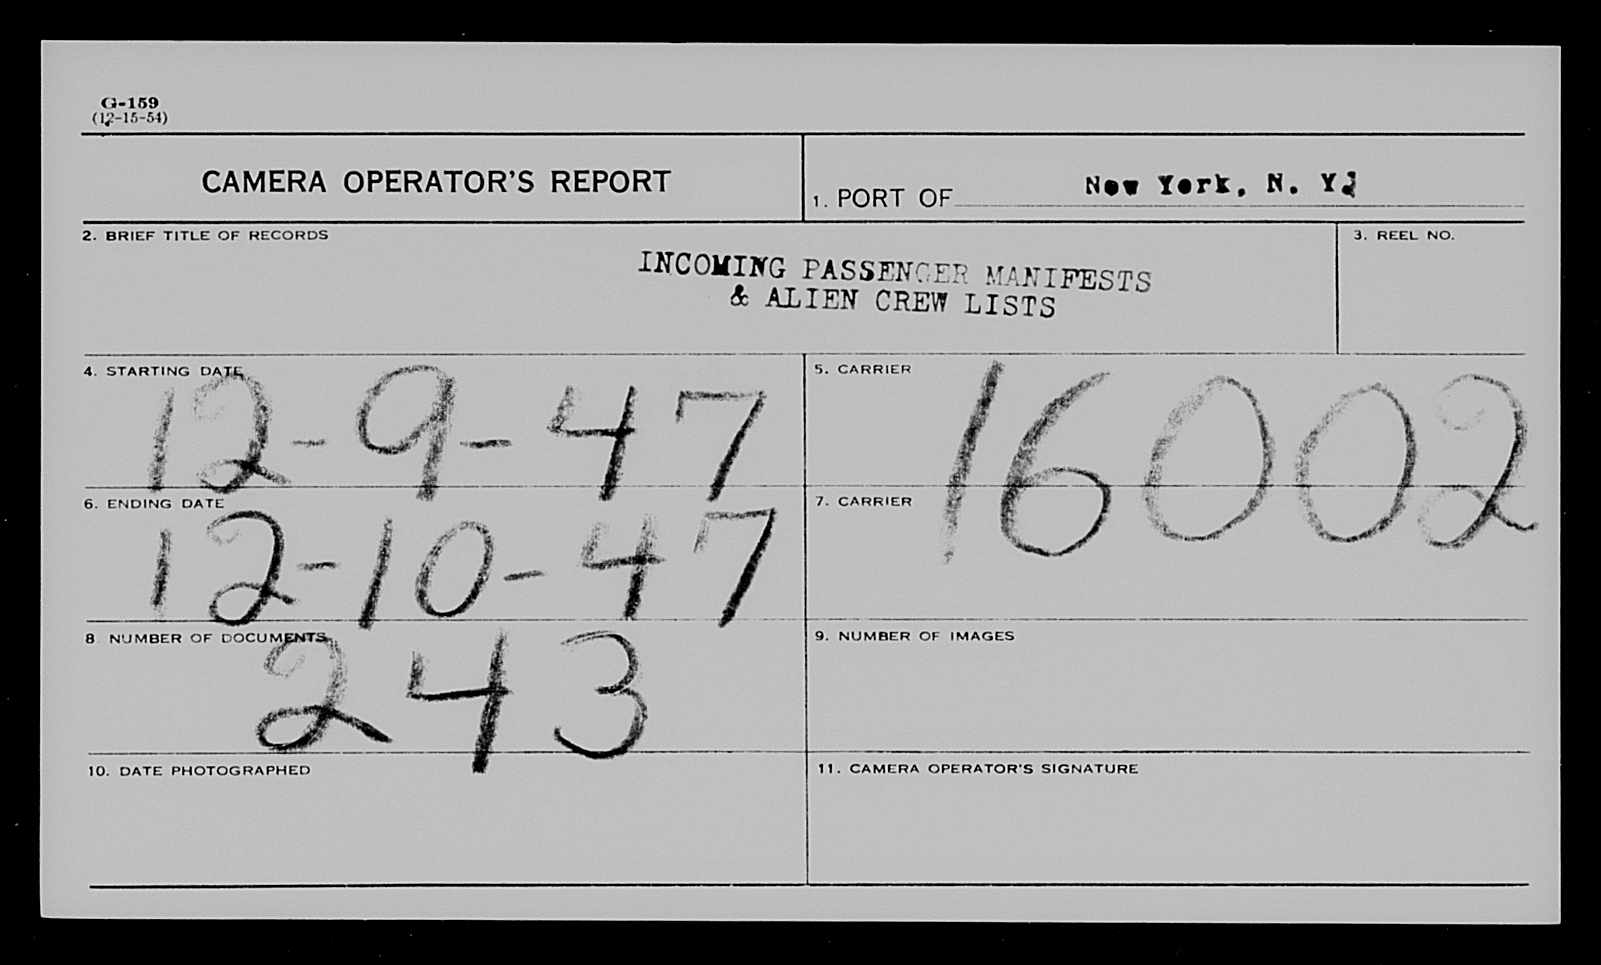 G-159
(12-15-54)
CAMERA OPERATOR'S REPORT
1. PORT OF New York, N. Y.
2. BRIEF TITLE OF RECORDS
INCOMING PASSENGER MANIFESTS
& ALIEN CREW LISTS
3. REEL NO.
4. STARTING DATE
12-9-47
5. CARRIER
16002
6. ENDING DATE
12-10-47
7. CARRIER
8 NUMBER OF DOCUMENTS
243
9. NUMBER OF IMAGES
10. DATE PHOTOGRAPHED
11. CAMERA OPERATOR'S SIGNATURE